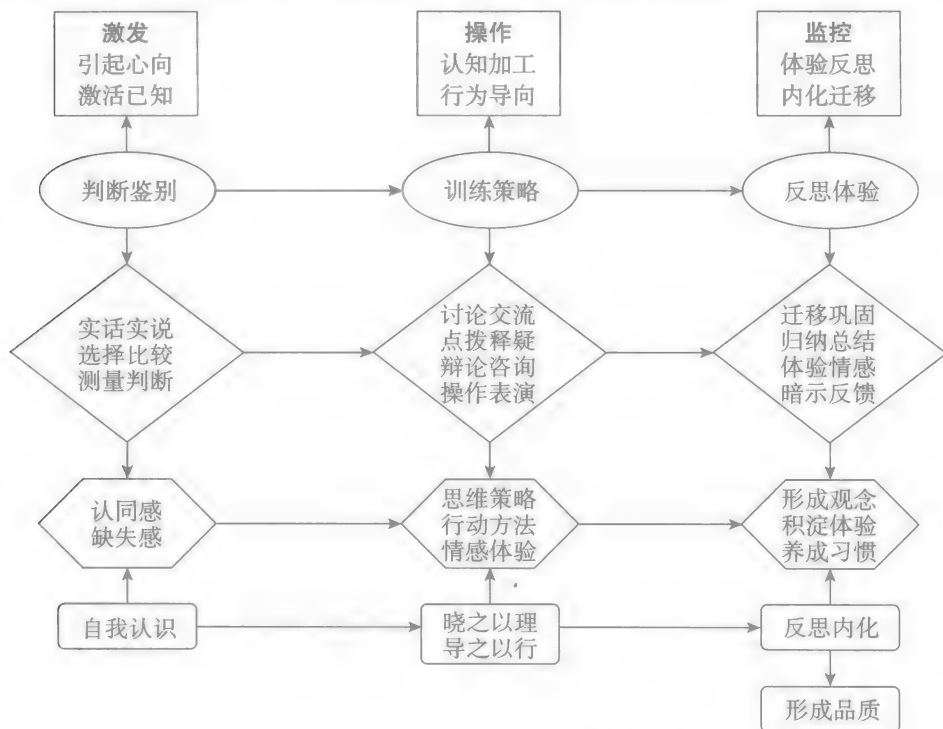 激发
引起心向
激活已知
操作
认知加工
行为导向
监控
体验反思
内化迁移
判断鉴别
训练策略
反思体验
实话实说
选择比较
测量判断
讨论交流
点拨释疑
辩论咨询
操作表演
迁移巩固
归纳总结
体验情感
暗示反馈
认同感
缺失感
思维策略
行动方法
情感体验
形成观念
积淀体验
养成习惯
自我认识
晓之以理
导之以行
反思内化
形成品质